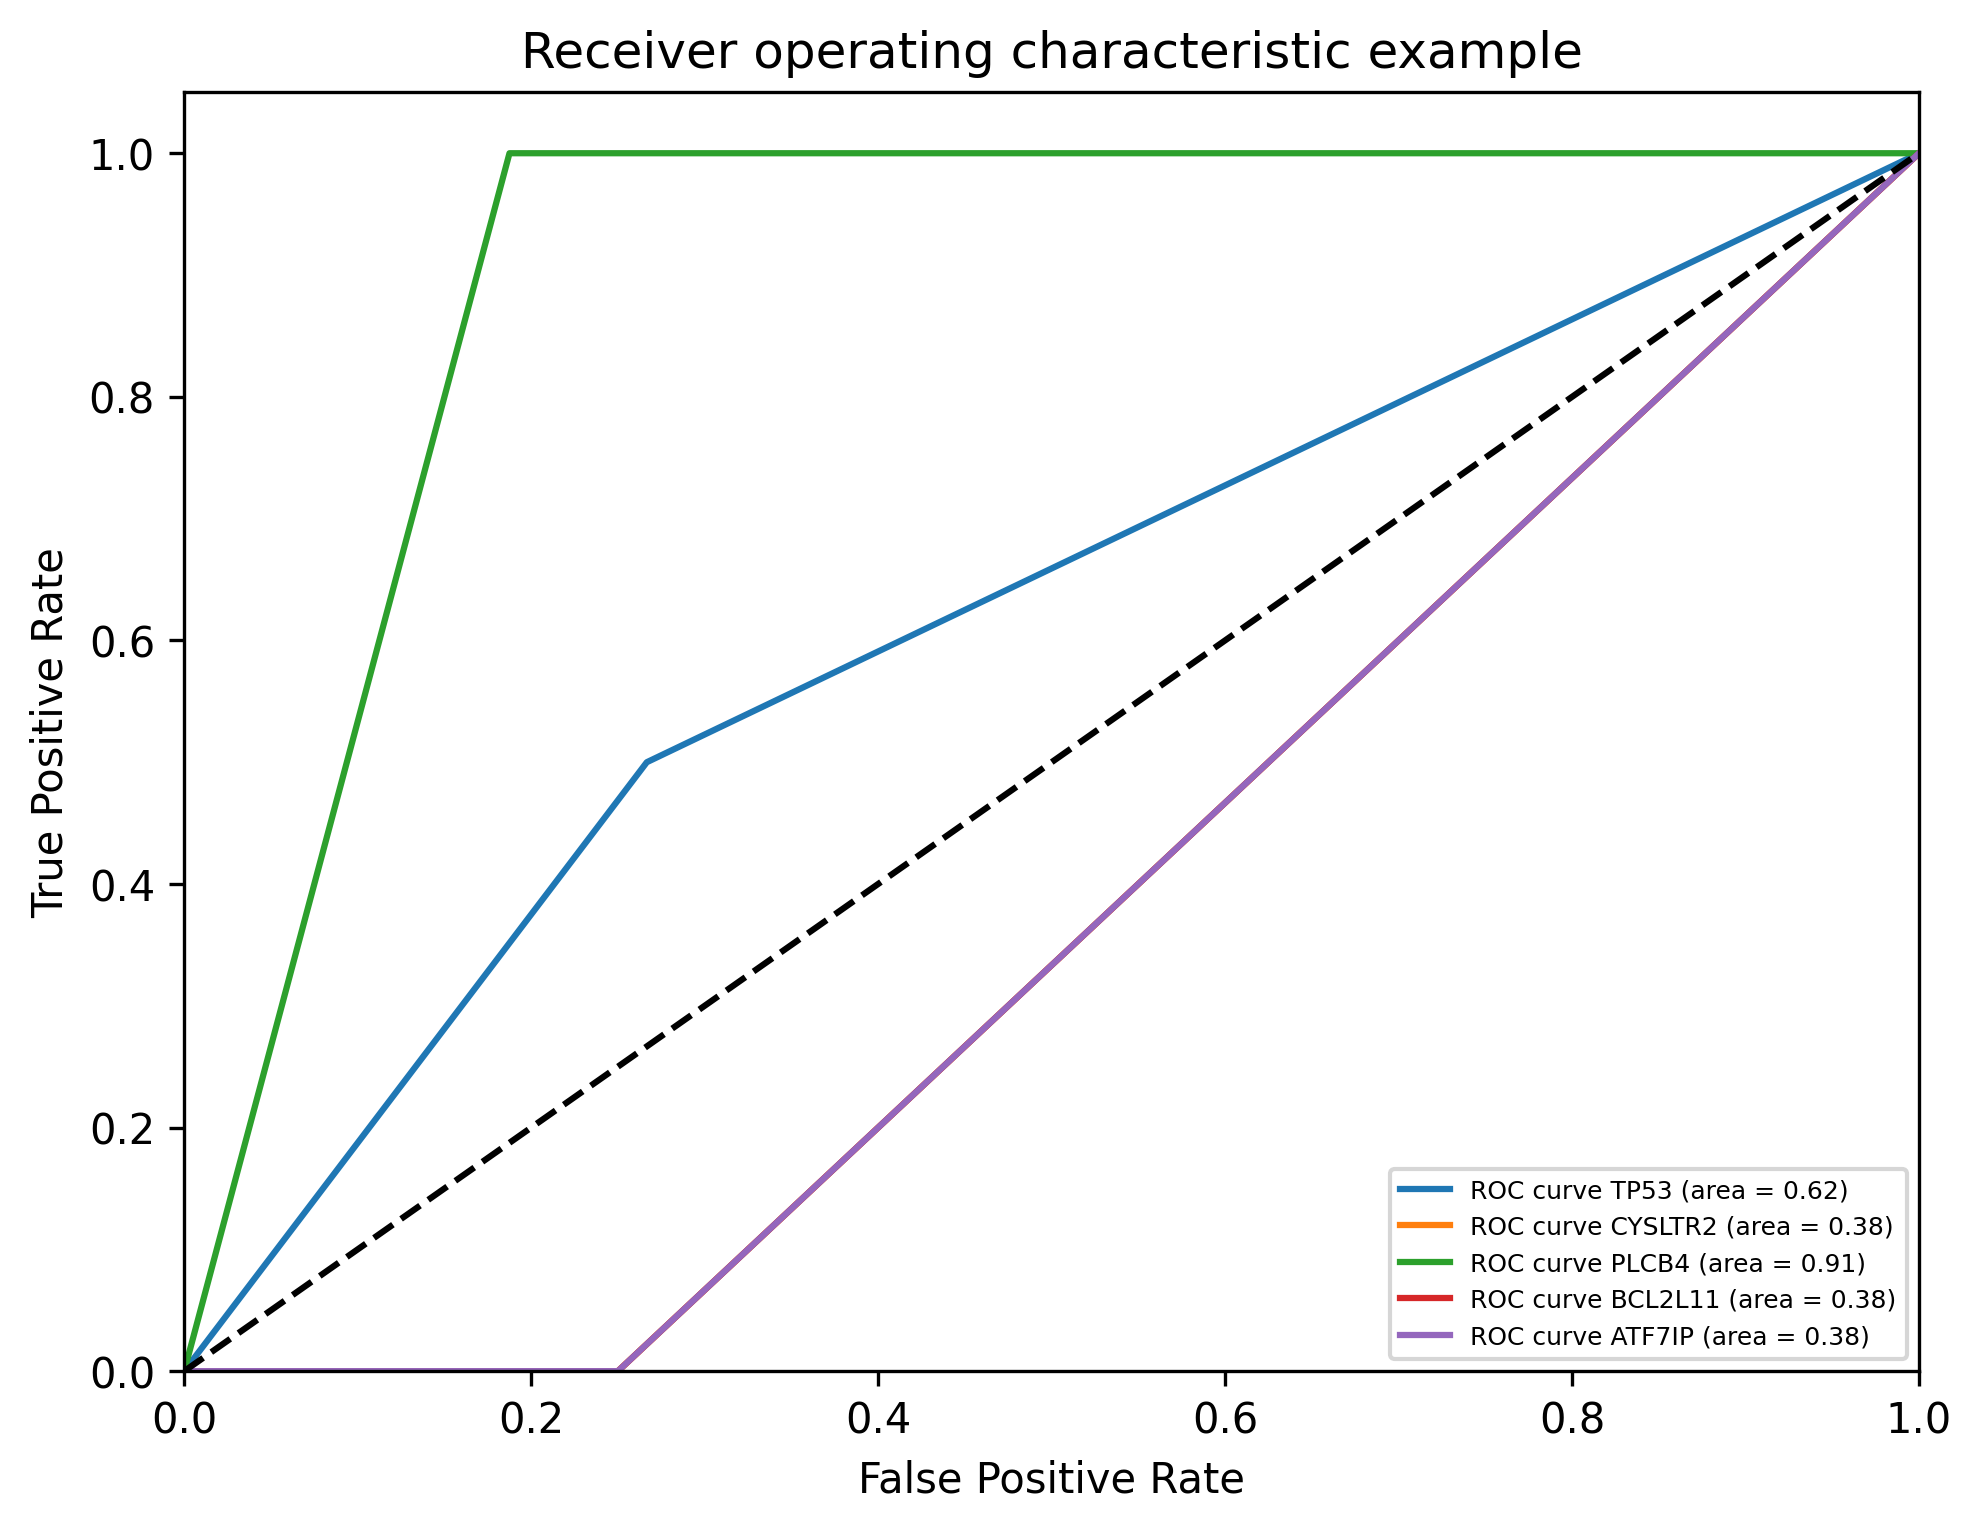 Receiver operating characteristic example
True Positive Rate
1.0
0.8
0.6
0.4
0.2
0.0
ROC curve TP53 (area = 0.62)
ROC curve CYSLTR2 (area = 0.38)
ROC curve PLCB4 (area = 0.91)
ROC curve BCL2L11 (area = 0.38)
ROC curve ATF7IP (area = 0.38)
0.0 0.2 0.4 0.6 0.8 1.0
False Positive Rate